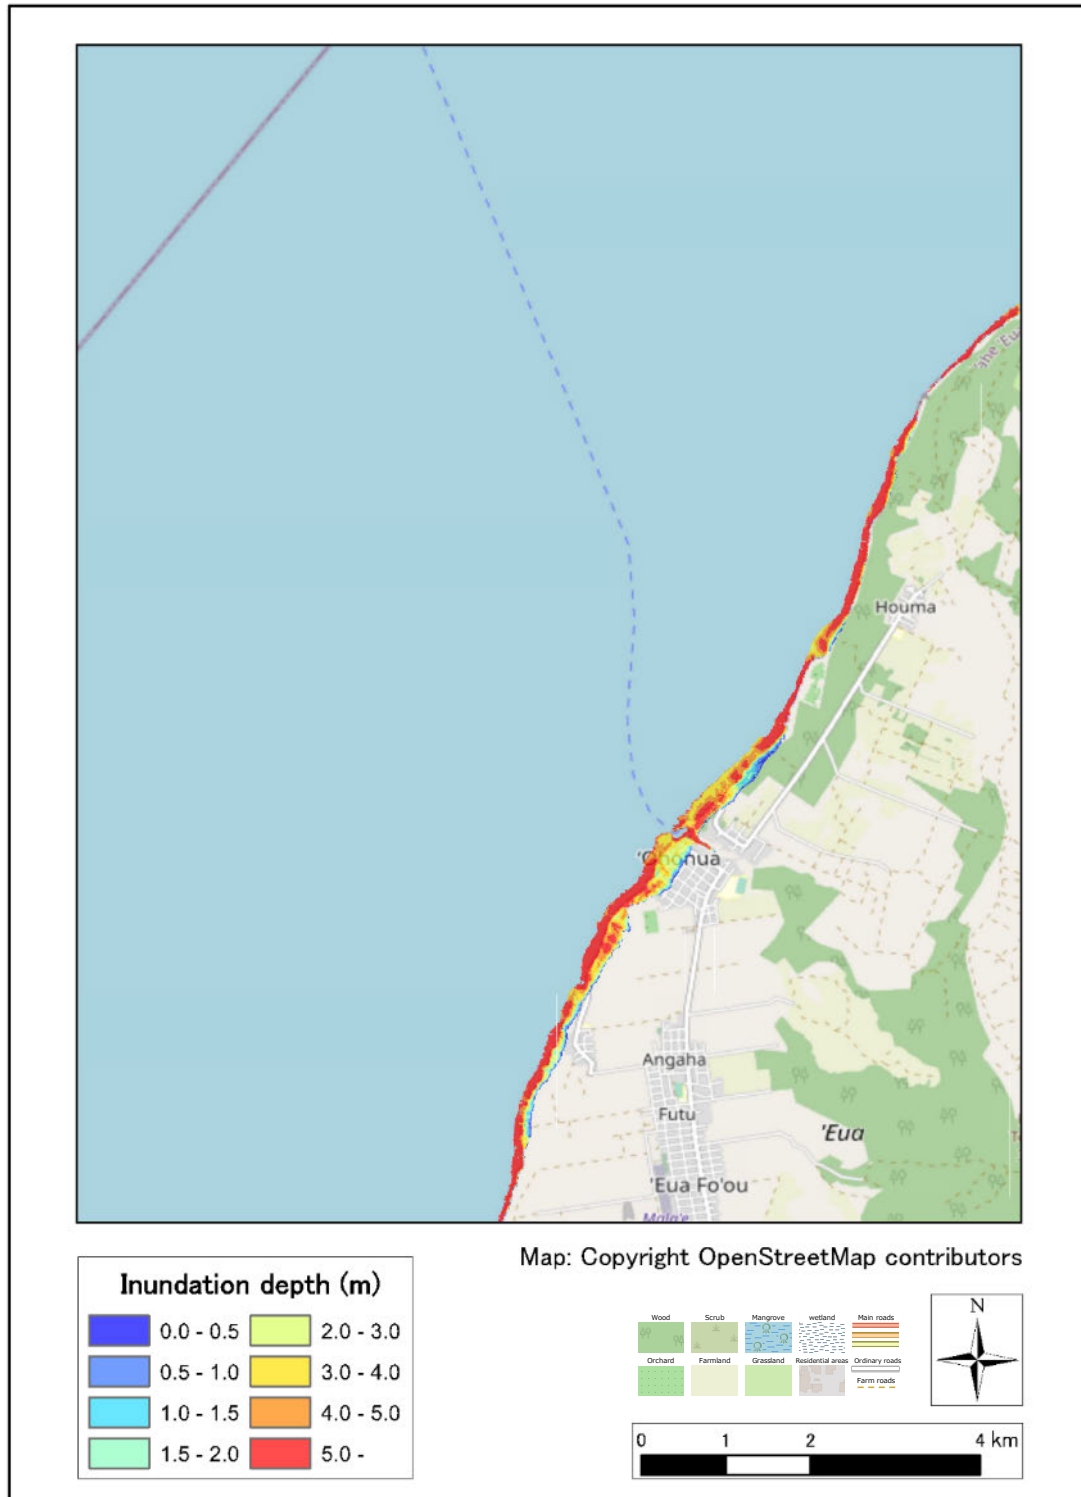 'ahe 'Eu
Houma
'Ohonua
Angaha
Futu
'Eua
'Eua Fo'ou
Mala'e
Map: Copyright OpenStreetMap contributors
Inundation depth (m)
0.0 - 0.5
2.0 - 3.0
0.5 - 1.0
3.0 - 4.0
1.0 - 1.5
4.0 - 5.0
1.5 - 2.0
5.0 -
Wood
Scrub
Mangrove
wetland
Main roads
Orchard
Farmland
Grassland
Residential areas
Ordinary roads
Farm roads
N
0 1 2 4 km